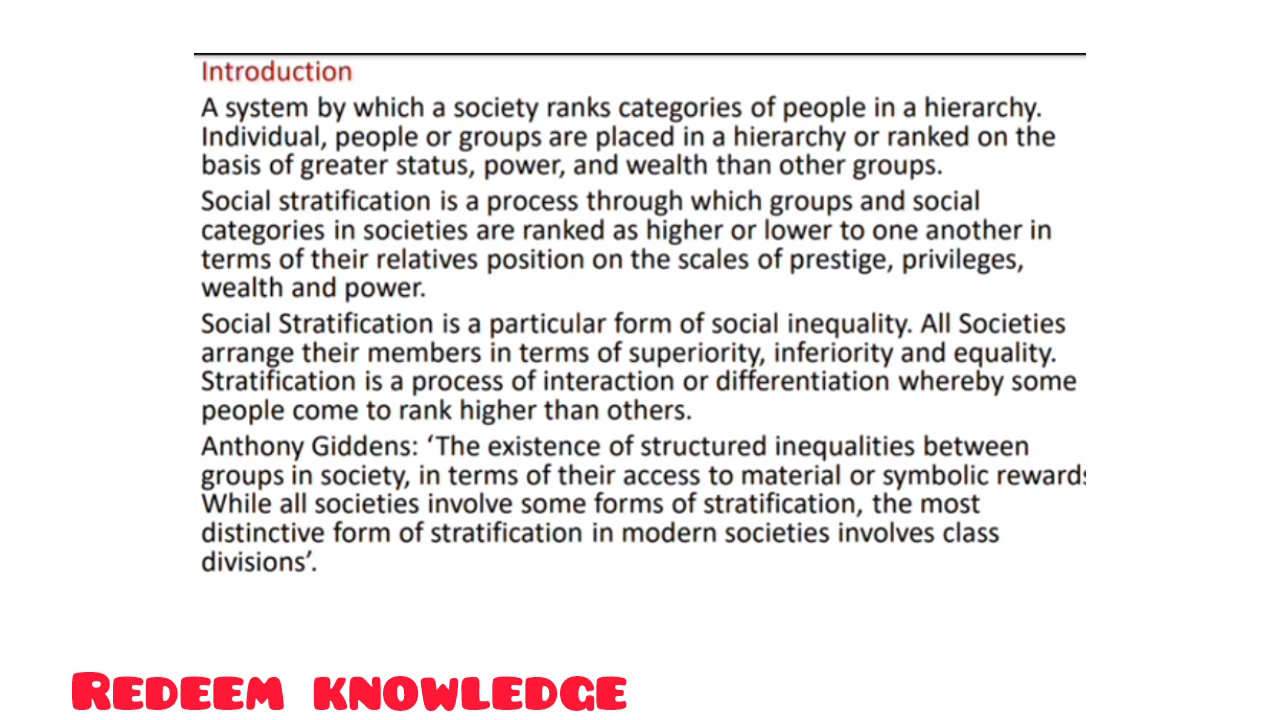 Introduction
A system by which a society ranks categories of people in a hierarchy.
Individual, people or groups are placed in a hierarchy or ranked on the
basis of greater status, power, and wealth than other groups.
Social stratification is a process through which groups and social
categories in societies are ranked as higher or lower to one another in
terms of their relatives position on the scales of prestige, privileges,
wealth and power.
Social Stratification is a particular form of social inequality. All Societies
arrange their members in terms of superiority, inferiority and equality.
Stratification is a process of interaction or differentiation whereby some
people come to rank higher than others.
Anthony Giddens: ‘The existence of structured inequalities between
groups in society, in terms of their access to material or symbolic rewards
While all societies involve some forms of stratification, the most
distinctive form of stratification in modern societies involves class
divisions’.
REDEEM KNOWLEDGE